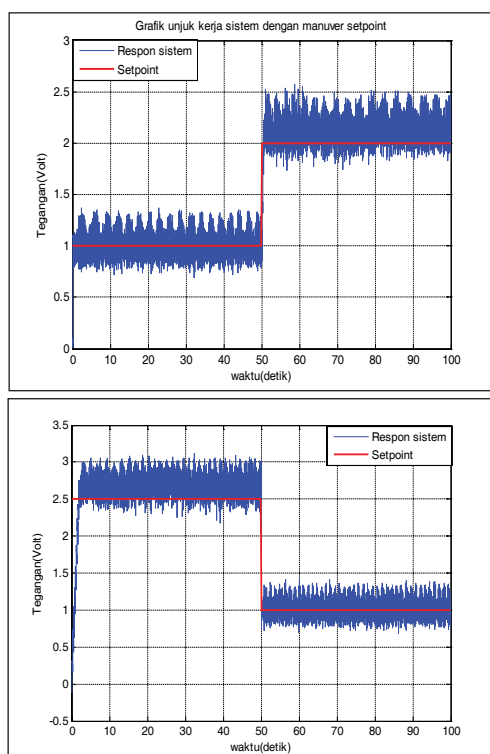 Grafik unjuk kerja sistem dengan manuver setpoint
3
2.5
2
1.5
1
0.5
0
Tegangan(Volt)
Respon sistem
Setpoint
0 10 20 30 40 50 60 70 80 90 100
waktu(detik)
3.5
3
2.5
2
1.5
1
0.5
0
-0.5
Tegangan(Volt)
Respon sistem
Setpoint
0 10 20 30 40 50 60 70 80 90 100
waktu(detik)